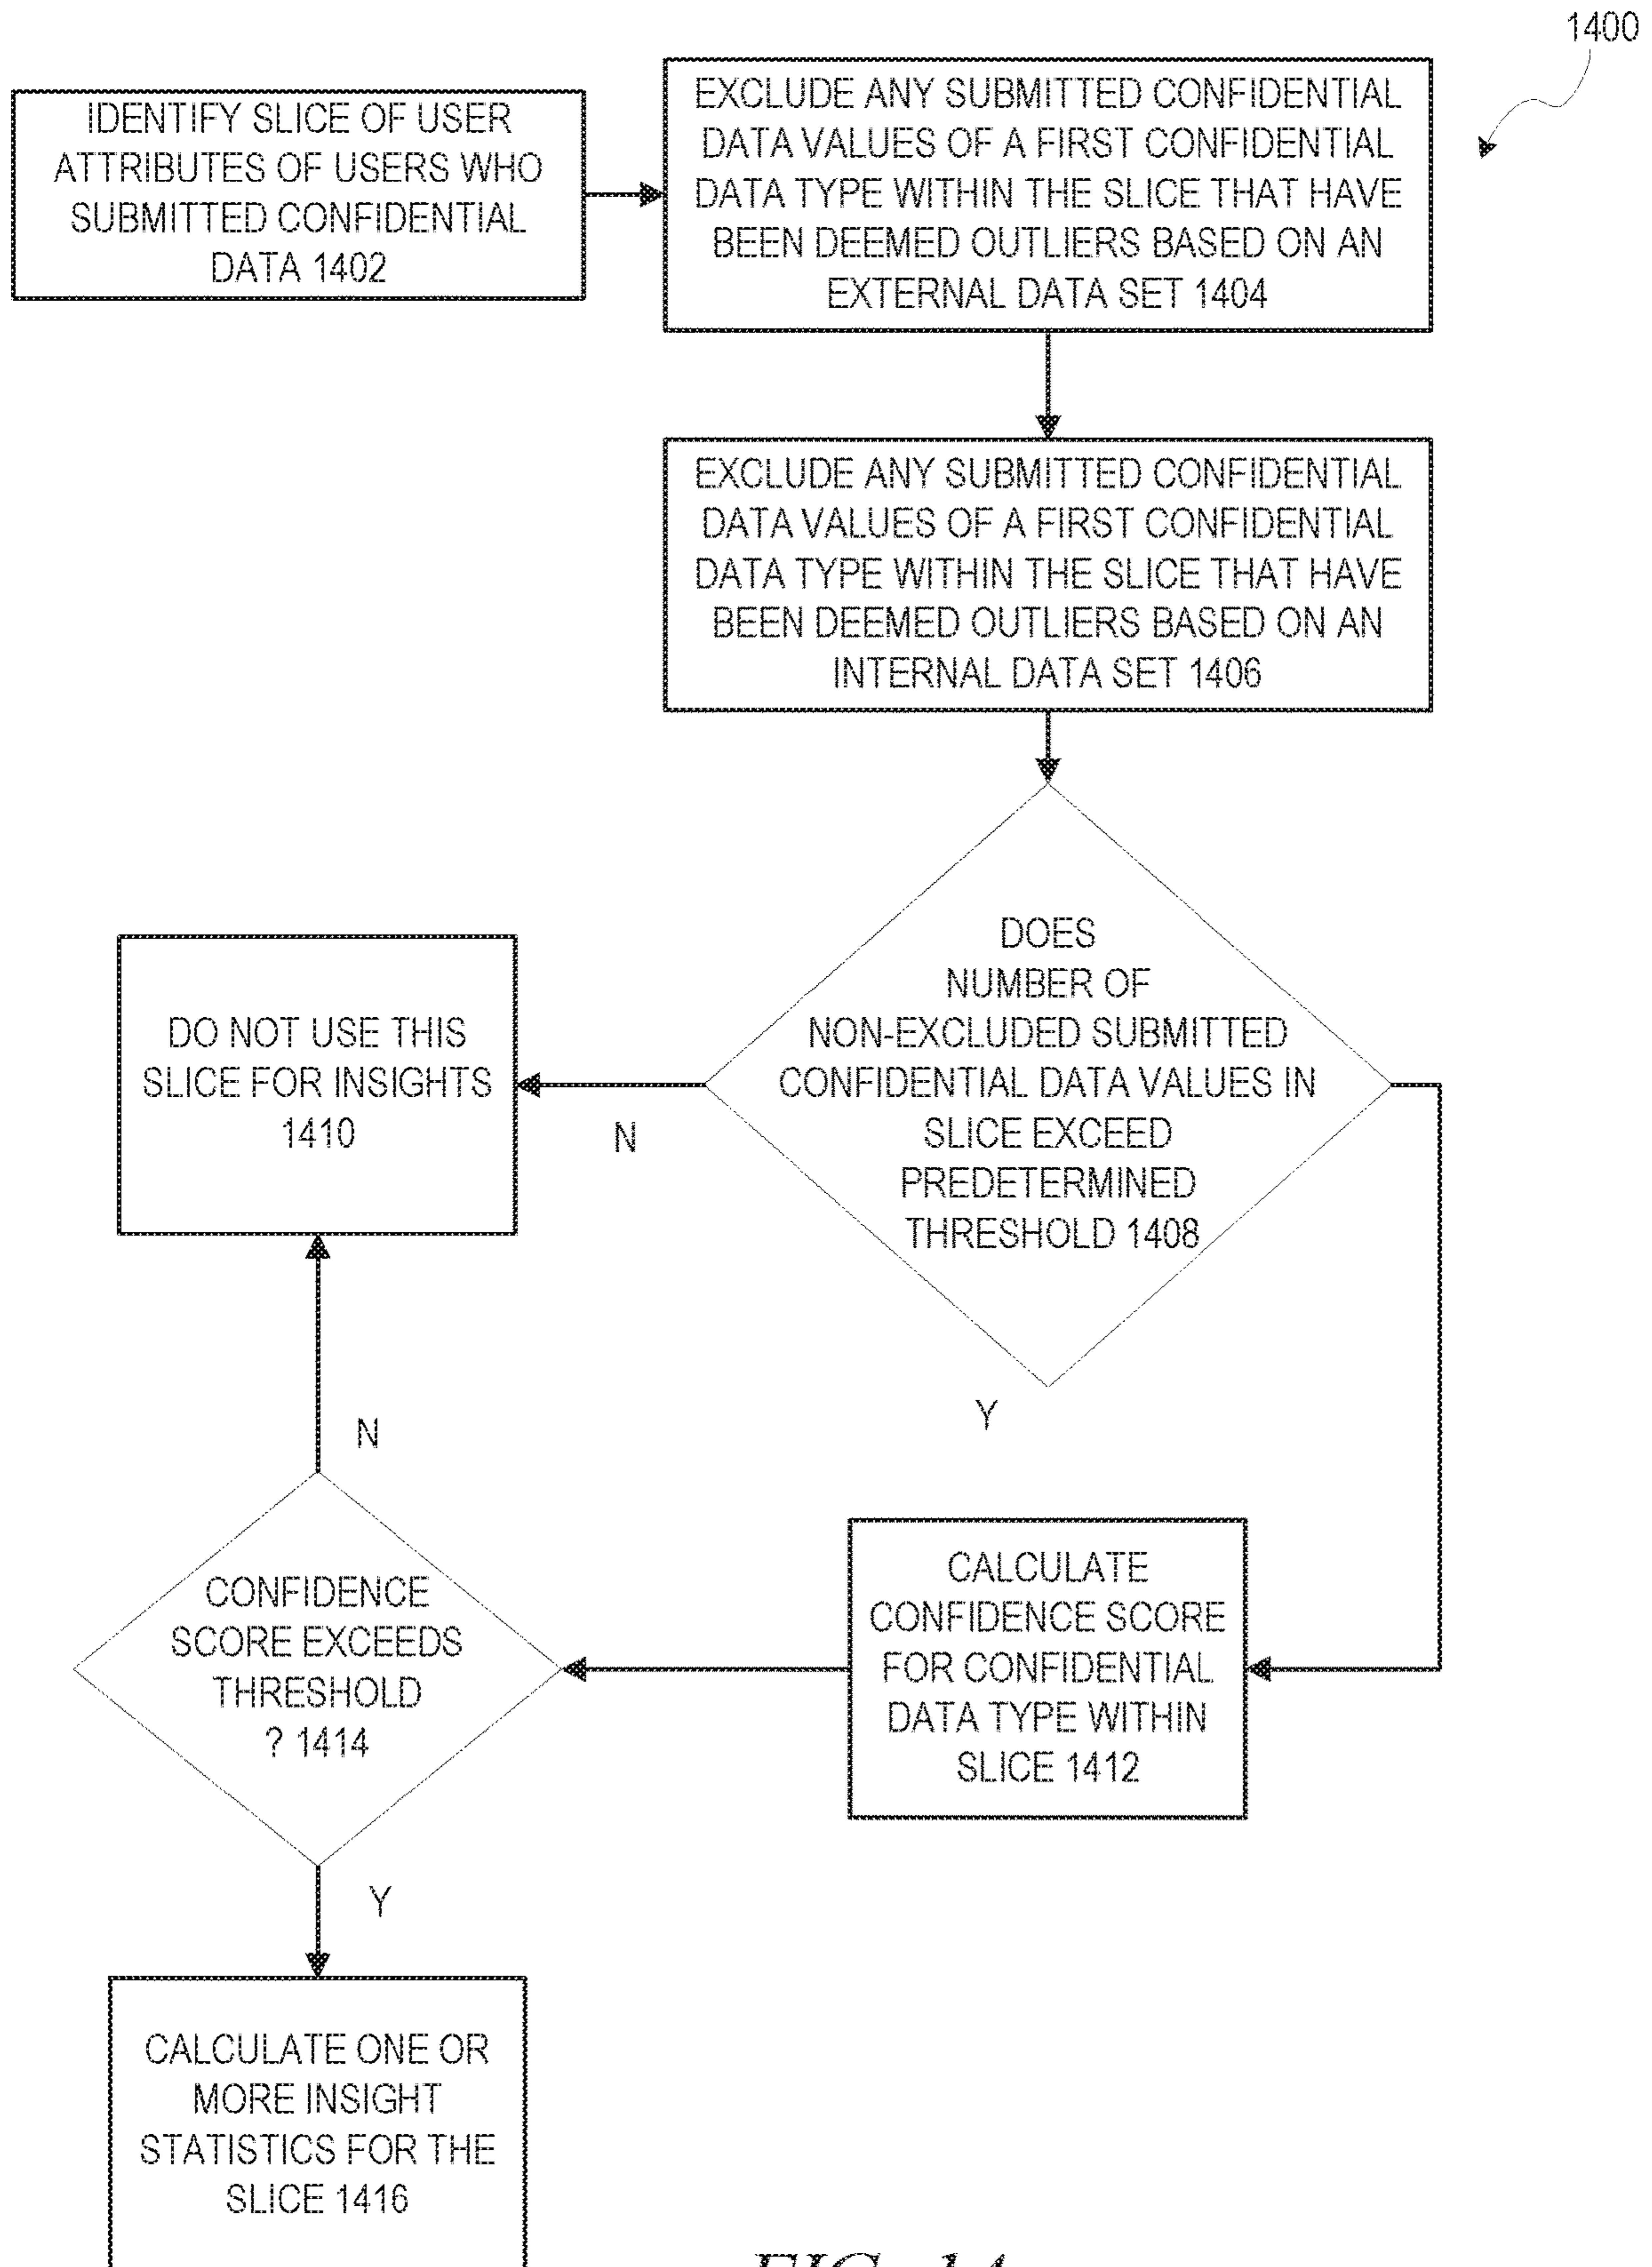 1400
IDENTIFY SLICE OF USER
ATTRIBUTES OF USERS WHO
SUBMITTED CONFIDENTIAL
DATA 1402
EXCLUDE ANY SUBMITTED CONFIDENTIAL
DATA VALUES OF A FIRST CONFIDENTIAL
DATA TYPE WITHIN THE SLICE THAT HAVE
BEEN DEEMED OUTLIERS BASED ON AN
EXTERNAL DATA SET 1404
EXCLUDE ANY SUBMITTED CONFIDENTIAL
DATA VALUES OF A FIRST CONFIDENTIAL
DATA TYPE WITHIN THE SLICE THAT HAVE
BEEN DEEMED OUTLIERS BASED ON AN
INTERNAL DATA SET 1406
DOES
NUMBER OF
NON-EXCLUDED SUBMITTED
CONFIDENTIAL DATA VALUES IN
SLICE EXCEED
PREDETERMINED
THRESHOLD 1408
N
DO NOT USE THIS
SLICE FOR INSIGHTS
1410
Y
N
CALCULATE
CONFIDENCE SCORE
FOR CONFIDENTIAL
DATA TYPE WITHIN
SLICE 1412
CONFIDENCE
SCORE EXCEEDS
THRESHOLD
? 1414
Y
CALCULATE ONE OR
MORE INSIGHT
STATISTICS FOR THE
SLICE 1416